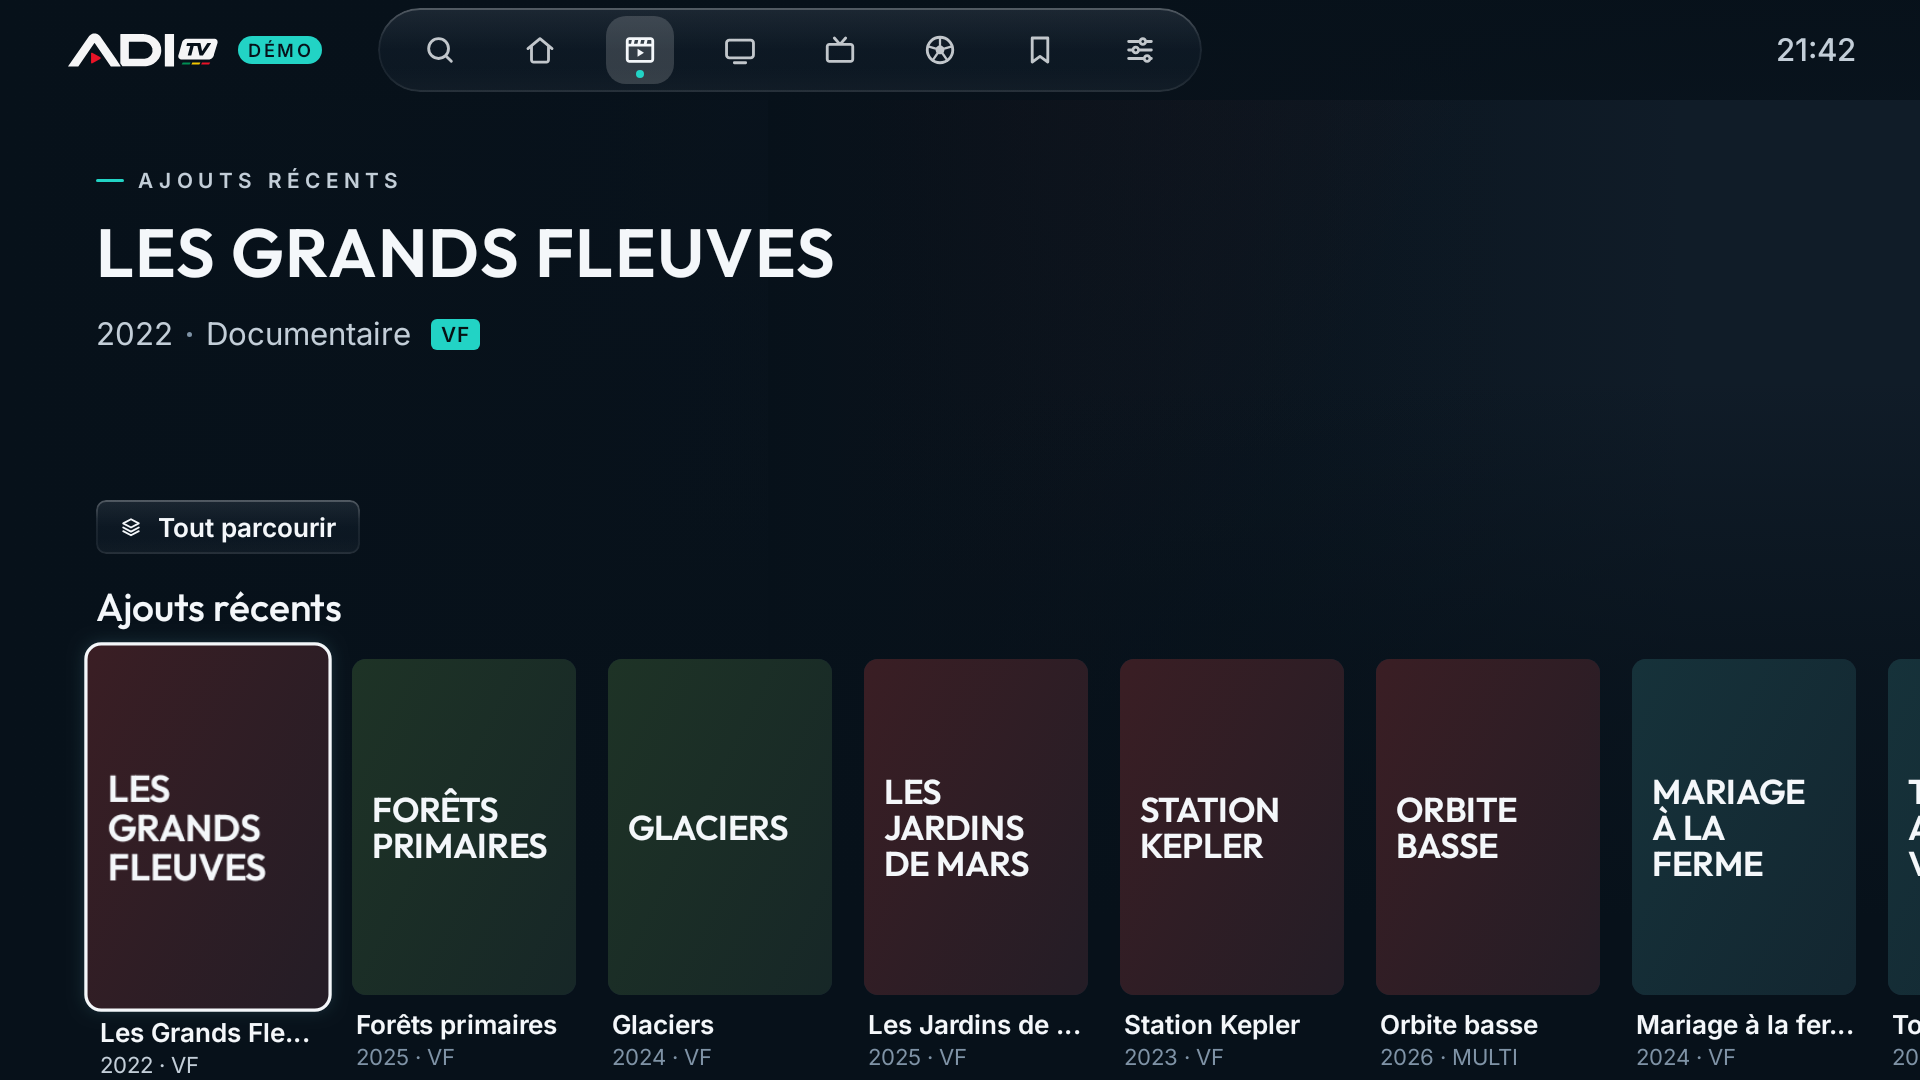 ADI TV DÉMO
21:42
AJOUTS RÉCENTS
LES GRANDS FLEUVES
2022 · Documentaire VF
Tout parcourir
Ajouts récents
LES
GRANDS
FLEUVES
Les Grands Fle...
2022 · VF
FORÊTS
PRIMAIRES
Forêts primaires
2025 · VF
GLACIERS
Glaciers
2024 · VF
LES
JARDINS
DE MARS
Les Jardins de ...
2025 · VF
STATION
KEPLER
Station Kepler
2023 · VF
ORBITE
BASSE
Orbite basse
2026 · MULTI
MARIAGE
À LA
FERME
Mariage à la fer...
2024 · VF